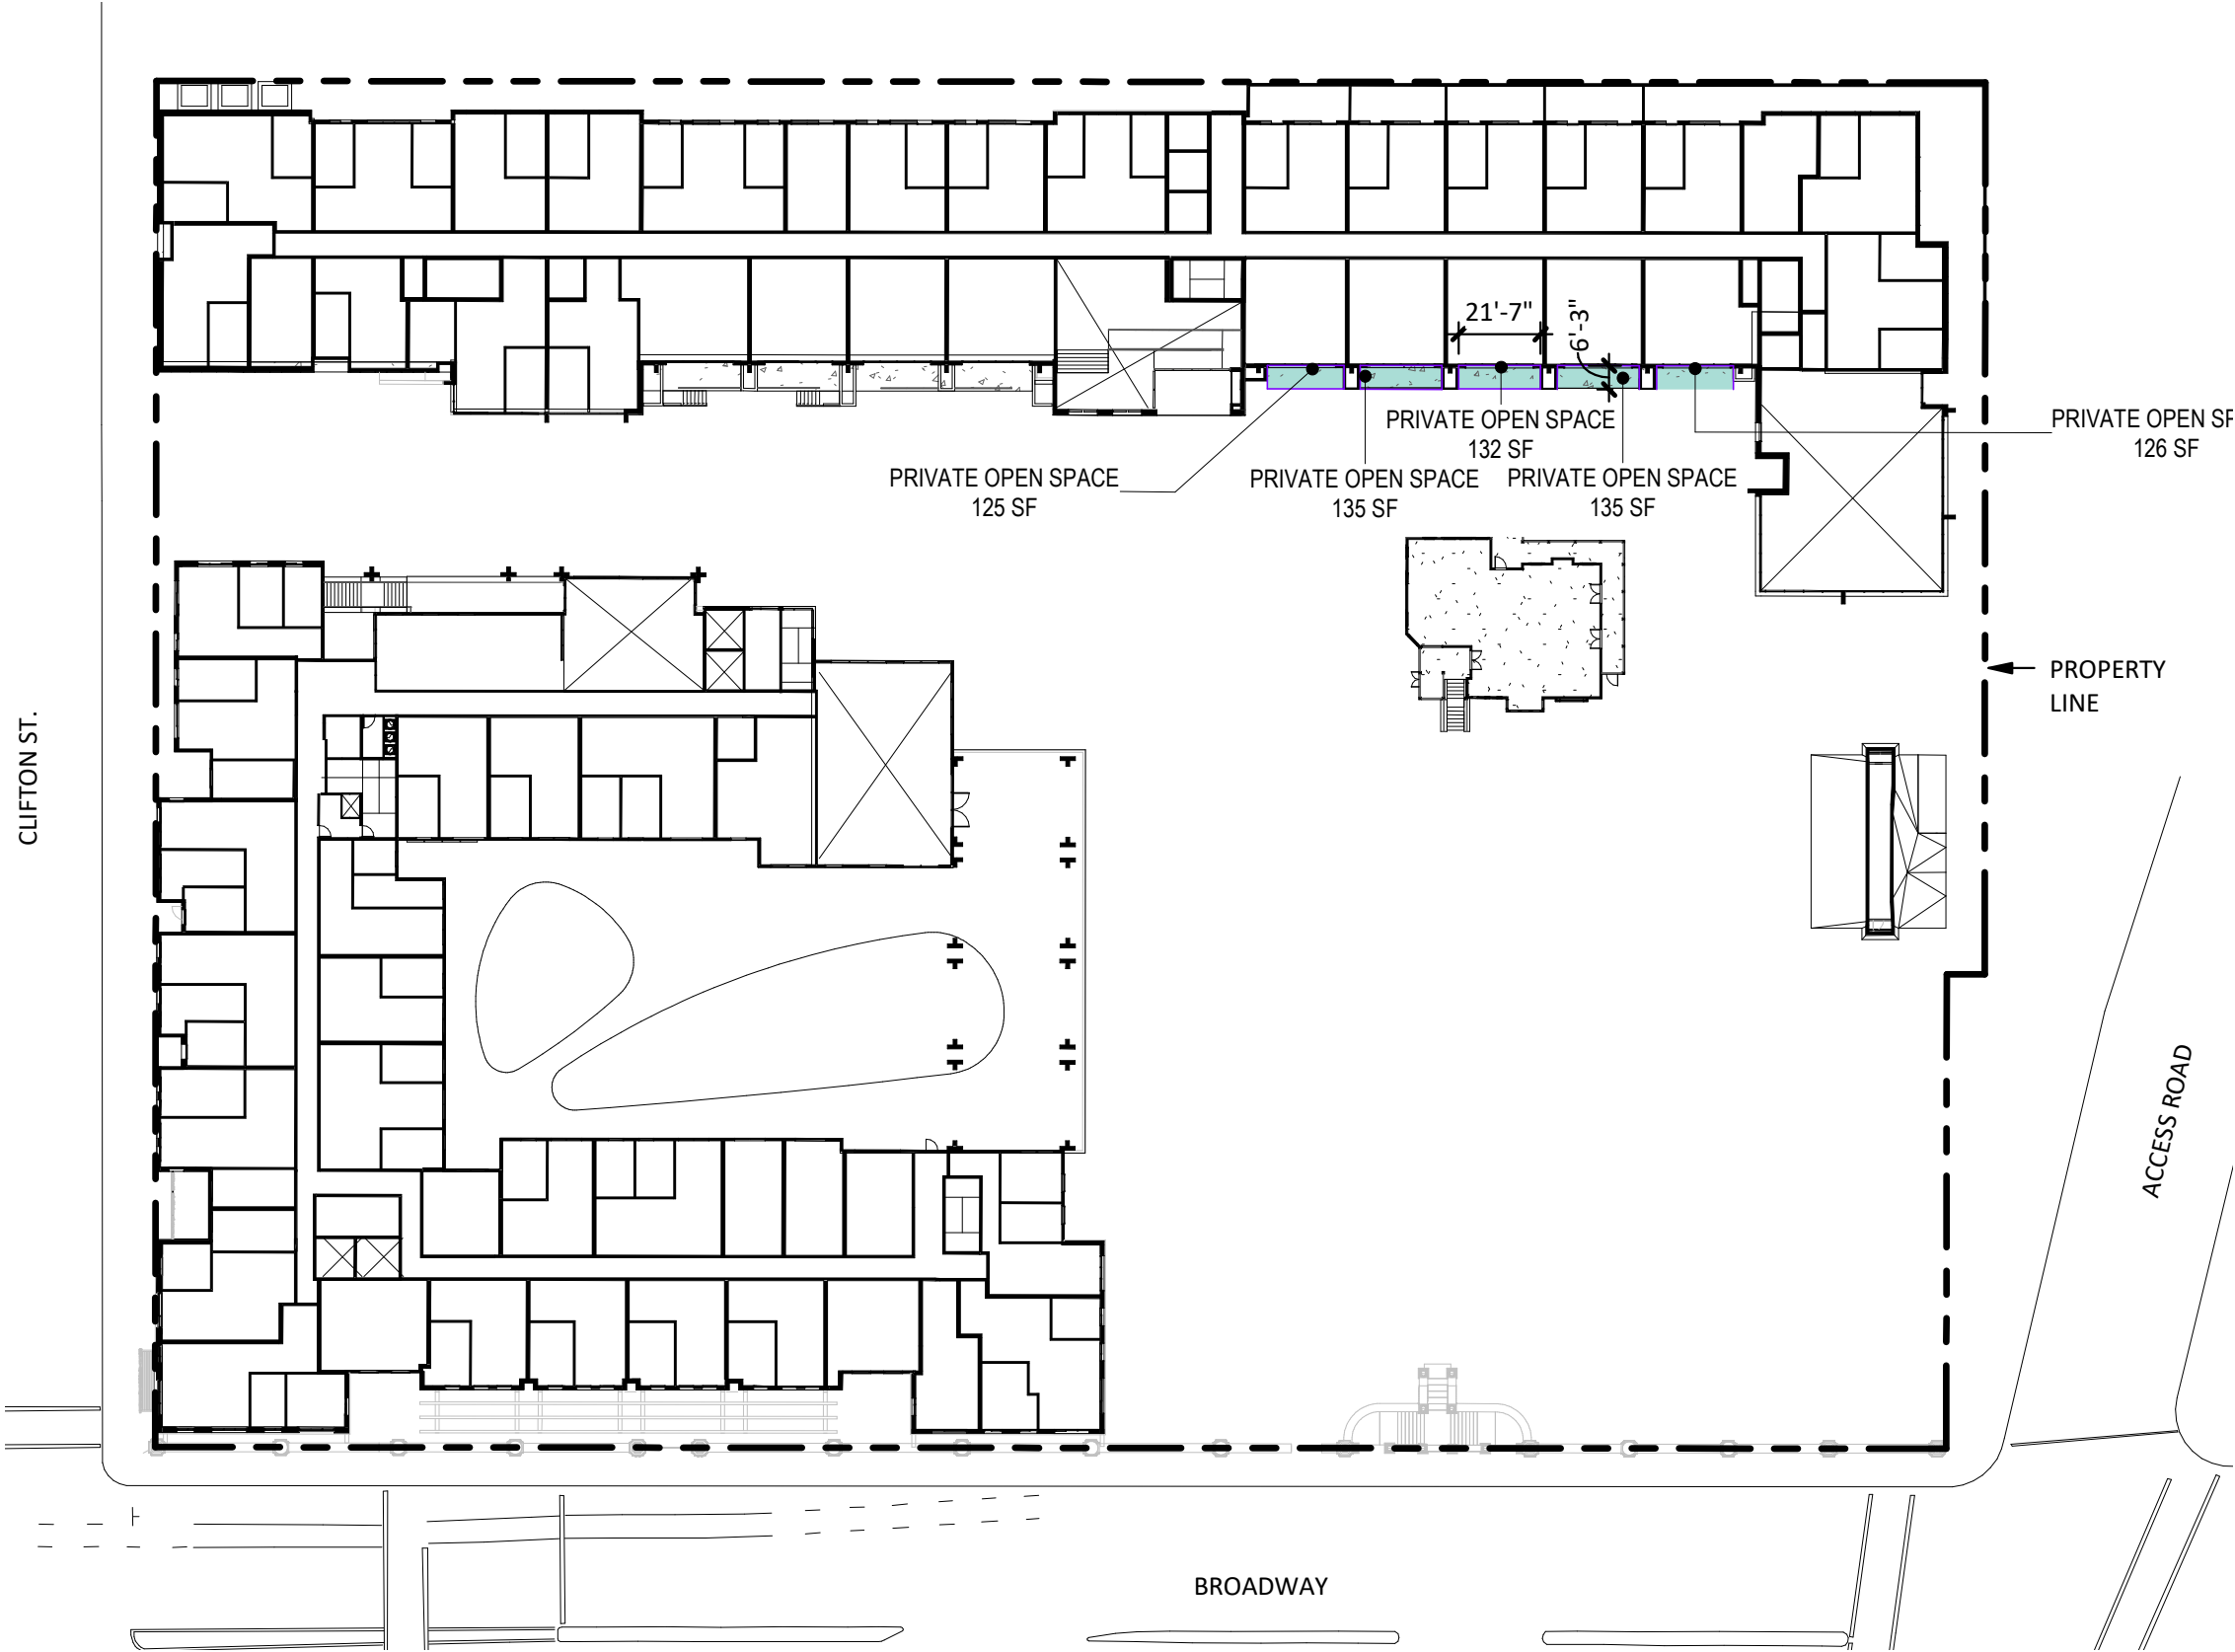 21'-7"
6'-3"
PRIVATE OPEN SPACE
132 SF
PRIVATE OPEN SP
126 SF
PRIVATE OPEN SPACE
125 SF
PRIVATE OPEN SPACE
135 SF
PRIVATE OPEN SPACE
135 SF
PROPERTY
LINE
CLIFTON ST.
ACCESS ROAD
BROADWAY